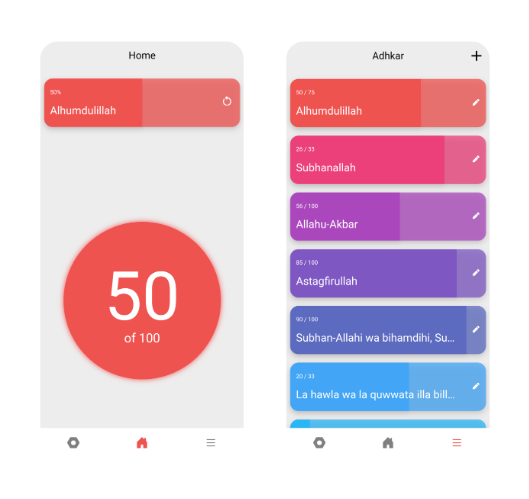 Home
50%
Alhumdulillah
50
of 100
Adhkar
50 / 75
Alhumdulillah
26 / 33
Subhanallah
56 / 100
Allahu-Akbar
85 / 100
Astagfirullah
90 / 100
Subhan-Allahi wa bihamdihi, Su...
20 / 33
La hawla wa la quwwata illa bill...